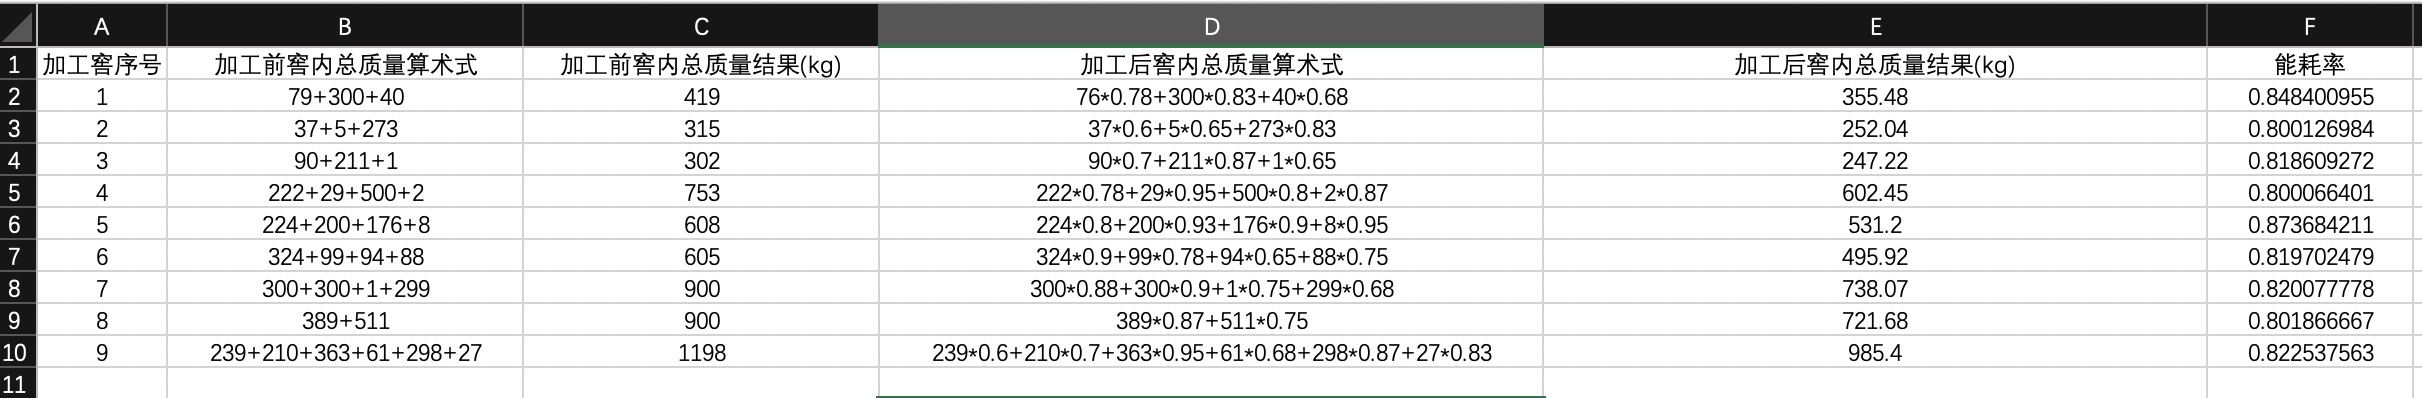 A B C D E F
1 加工窖序号 加工前窖内总质量算术式 加工前窖内总质量结果(kg) 加工后窖内总质量算术式 加工后窖内总质量结果(kg) 能耗率
2 1 79+300+40 419 76*0.78+300*0.83+40*0.68 355.48 0.848400955
3 2 37+5+273 315 37*0.6+5*0.65+273*0.83 252.04 0.800126984
4 3 90+211+1 302 90*0.7+211*0.87+1*0.65 247.22 0.818609272
5 4 222+29+500+2 753 222*0.78+29*0.95+500*0.8+2*0.87 602.45 0.800066401
6 5 224+200+176+8 608 224*0.8+200*0.93+176*0.9+8*0.95 531.2 0.873684211
7 6 324+99+94+88 605 324*0.9+99*0.78+94*0.65+88*0.75 495.92 0.819702479
8 7 300+300+1+299 900 300*0.88+300*0.9+1*0.75+299*0.68 738.07 0.820077778
9 8 389+511 900 389*0.87+511*0.75 721.68 0.801866667
10 9 239+210+363+61+298+27 1198 239*0.6+210*0.7+363*0.95+61*0.68+298*0.87+27*0.83 985.4 0.822537563
11